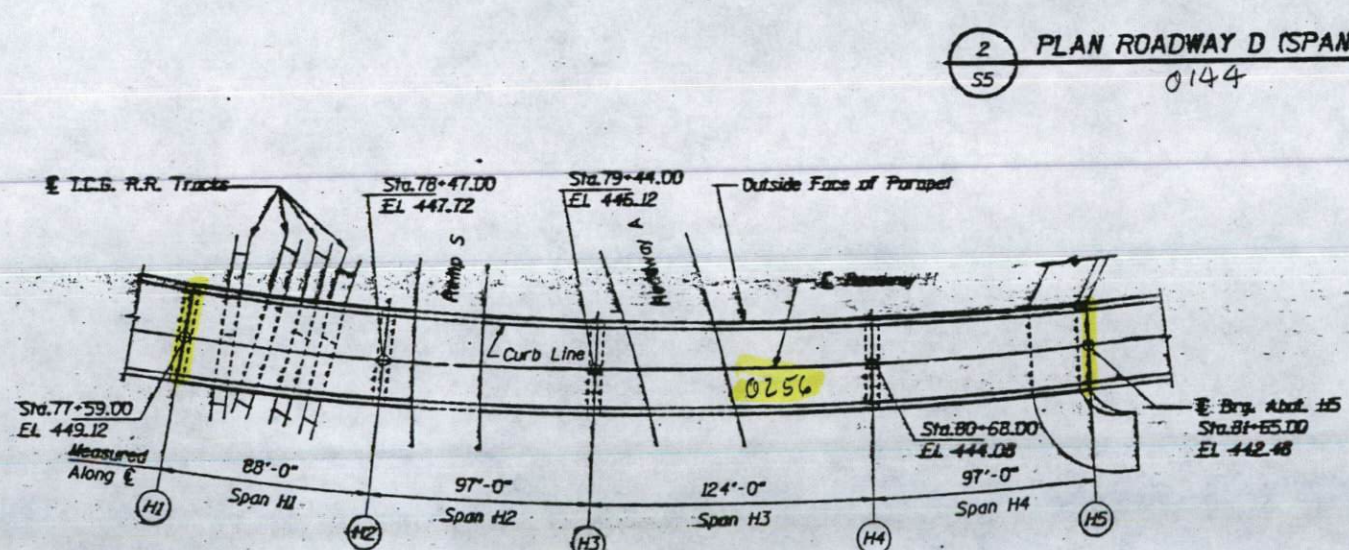 2
S5
PLAN ROADWAY D (SPAN
0144
℄ I.C.G. R.R. Tracks
Sta.78+47.00
EL 447.72
Sta.79+44.00
EL 446.12
Outside Face of Parapet
Ramp S
Roadway A
℄ Roadway H
Curb Line
0256
Sta.77+59.00
EL 449.12
Sta.80+68.00
EL 444.08
℄ Brg. Abut. H5
Sta.81+65.00
EL 442.48
Measured
Along ℄
88'-0"
Span H1
97'-0"
Span H2
124'-0"
Span H3
97'-0"
Span H4
H1
H2
H3
H4
H5